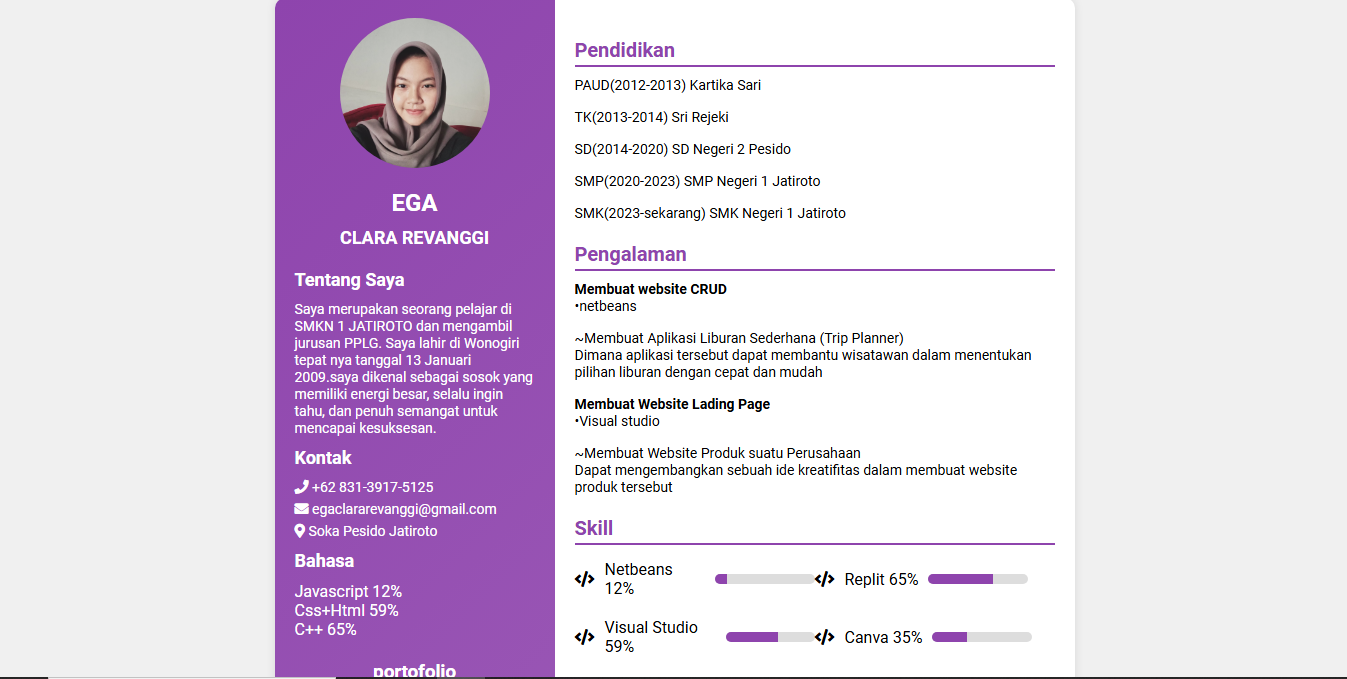 EGA
CLARA REVANGGI
Tentang Saya
Saya merupakan seorang pelajar di
SMKN 1 JATIROTO dan mengambil
jurusan PPLG. Saya lahir di Wonogiri
tepat nya tanggal 13 Januari
2009.saya dikenal sebagai sosok yang
memiliki energi besar, selalu ingin
tahu, dan penuh semangat untuk
mencapai kesuksesan.
Kontak
+62 831-3917-5125
egaclararevanggi@gmail.com
Soka Pesido Jatiroto
Bahasa
Javascript 12%
Css+Html 59%
C++ 65%
portofolio
Pendidikan
PAUD(2012-2013) Kartika Sari
TK(2013-2014) Sri Rejeki
SD(2014-2020) SD Negeri 2 Pesido
SMP(2020-2023) SMP Negeri 1 Jatiroto
SMK(2023-sekarang) SMK Negeri 1 Jatiroto
Pengalaman
Membuat website CRUD
•netbeans
~Membuat Aplikasi Liburan Sederhana (Trip Planner)
Dimana aplikasi tersebut dapat membantu wisatawan dalam menentukan
pilihan liburan dengan cepat dan mudah
Membuat Website Lading Page
•Visual studio
~Membuat Website Produk suatu Perusahaan
Dapat mengembangkan sebuah ide kreatifitas dalam membuat website
produk tersebut
Skill
Netbeans
12%
Replit 65%
Visual Studio
59%
Canva 35%